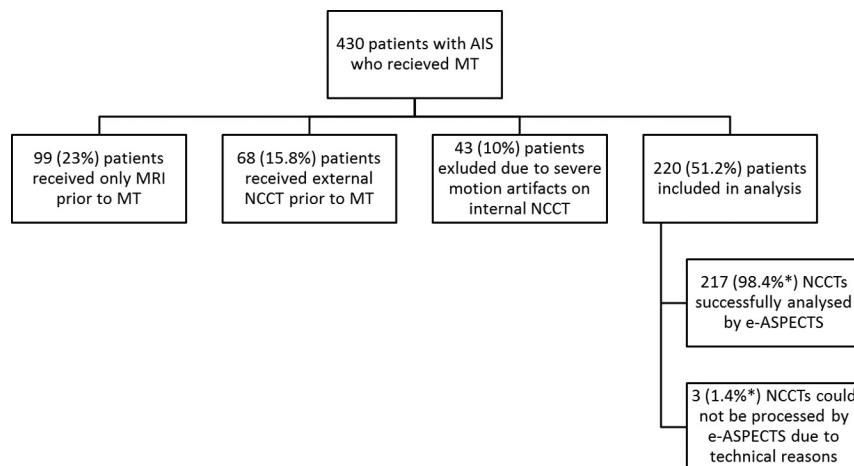 430 patients with AIS
who recieved MT
99 (23%) patients
received only MRI
prior to MT
68 (15.8%) patients
received external
NCCT prior to MT
43 (10%) patients
exluded due to severe
motion artifacts on
internal NCCT
220 (51.2%) patients
included in analysis
217 (98.4%*) NCCTs
successfully analysed
by e-ASPECTS
3 (1.4%*) NCCTs could
not be processed by
e-ASPECTS due to
technical reasons